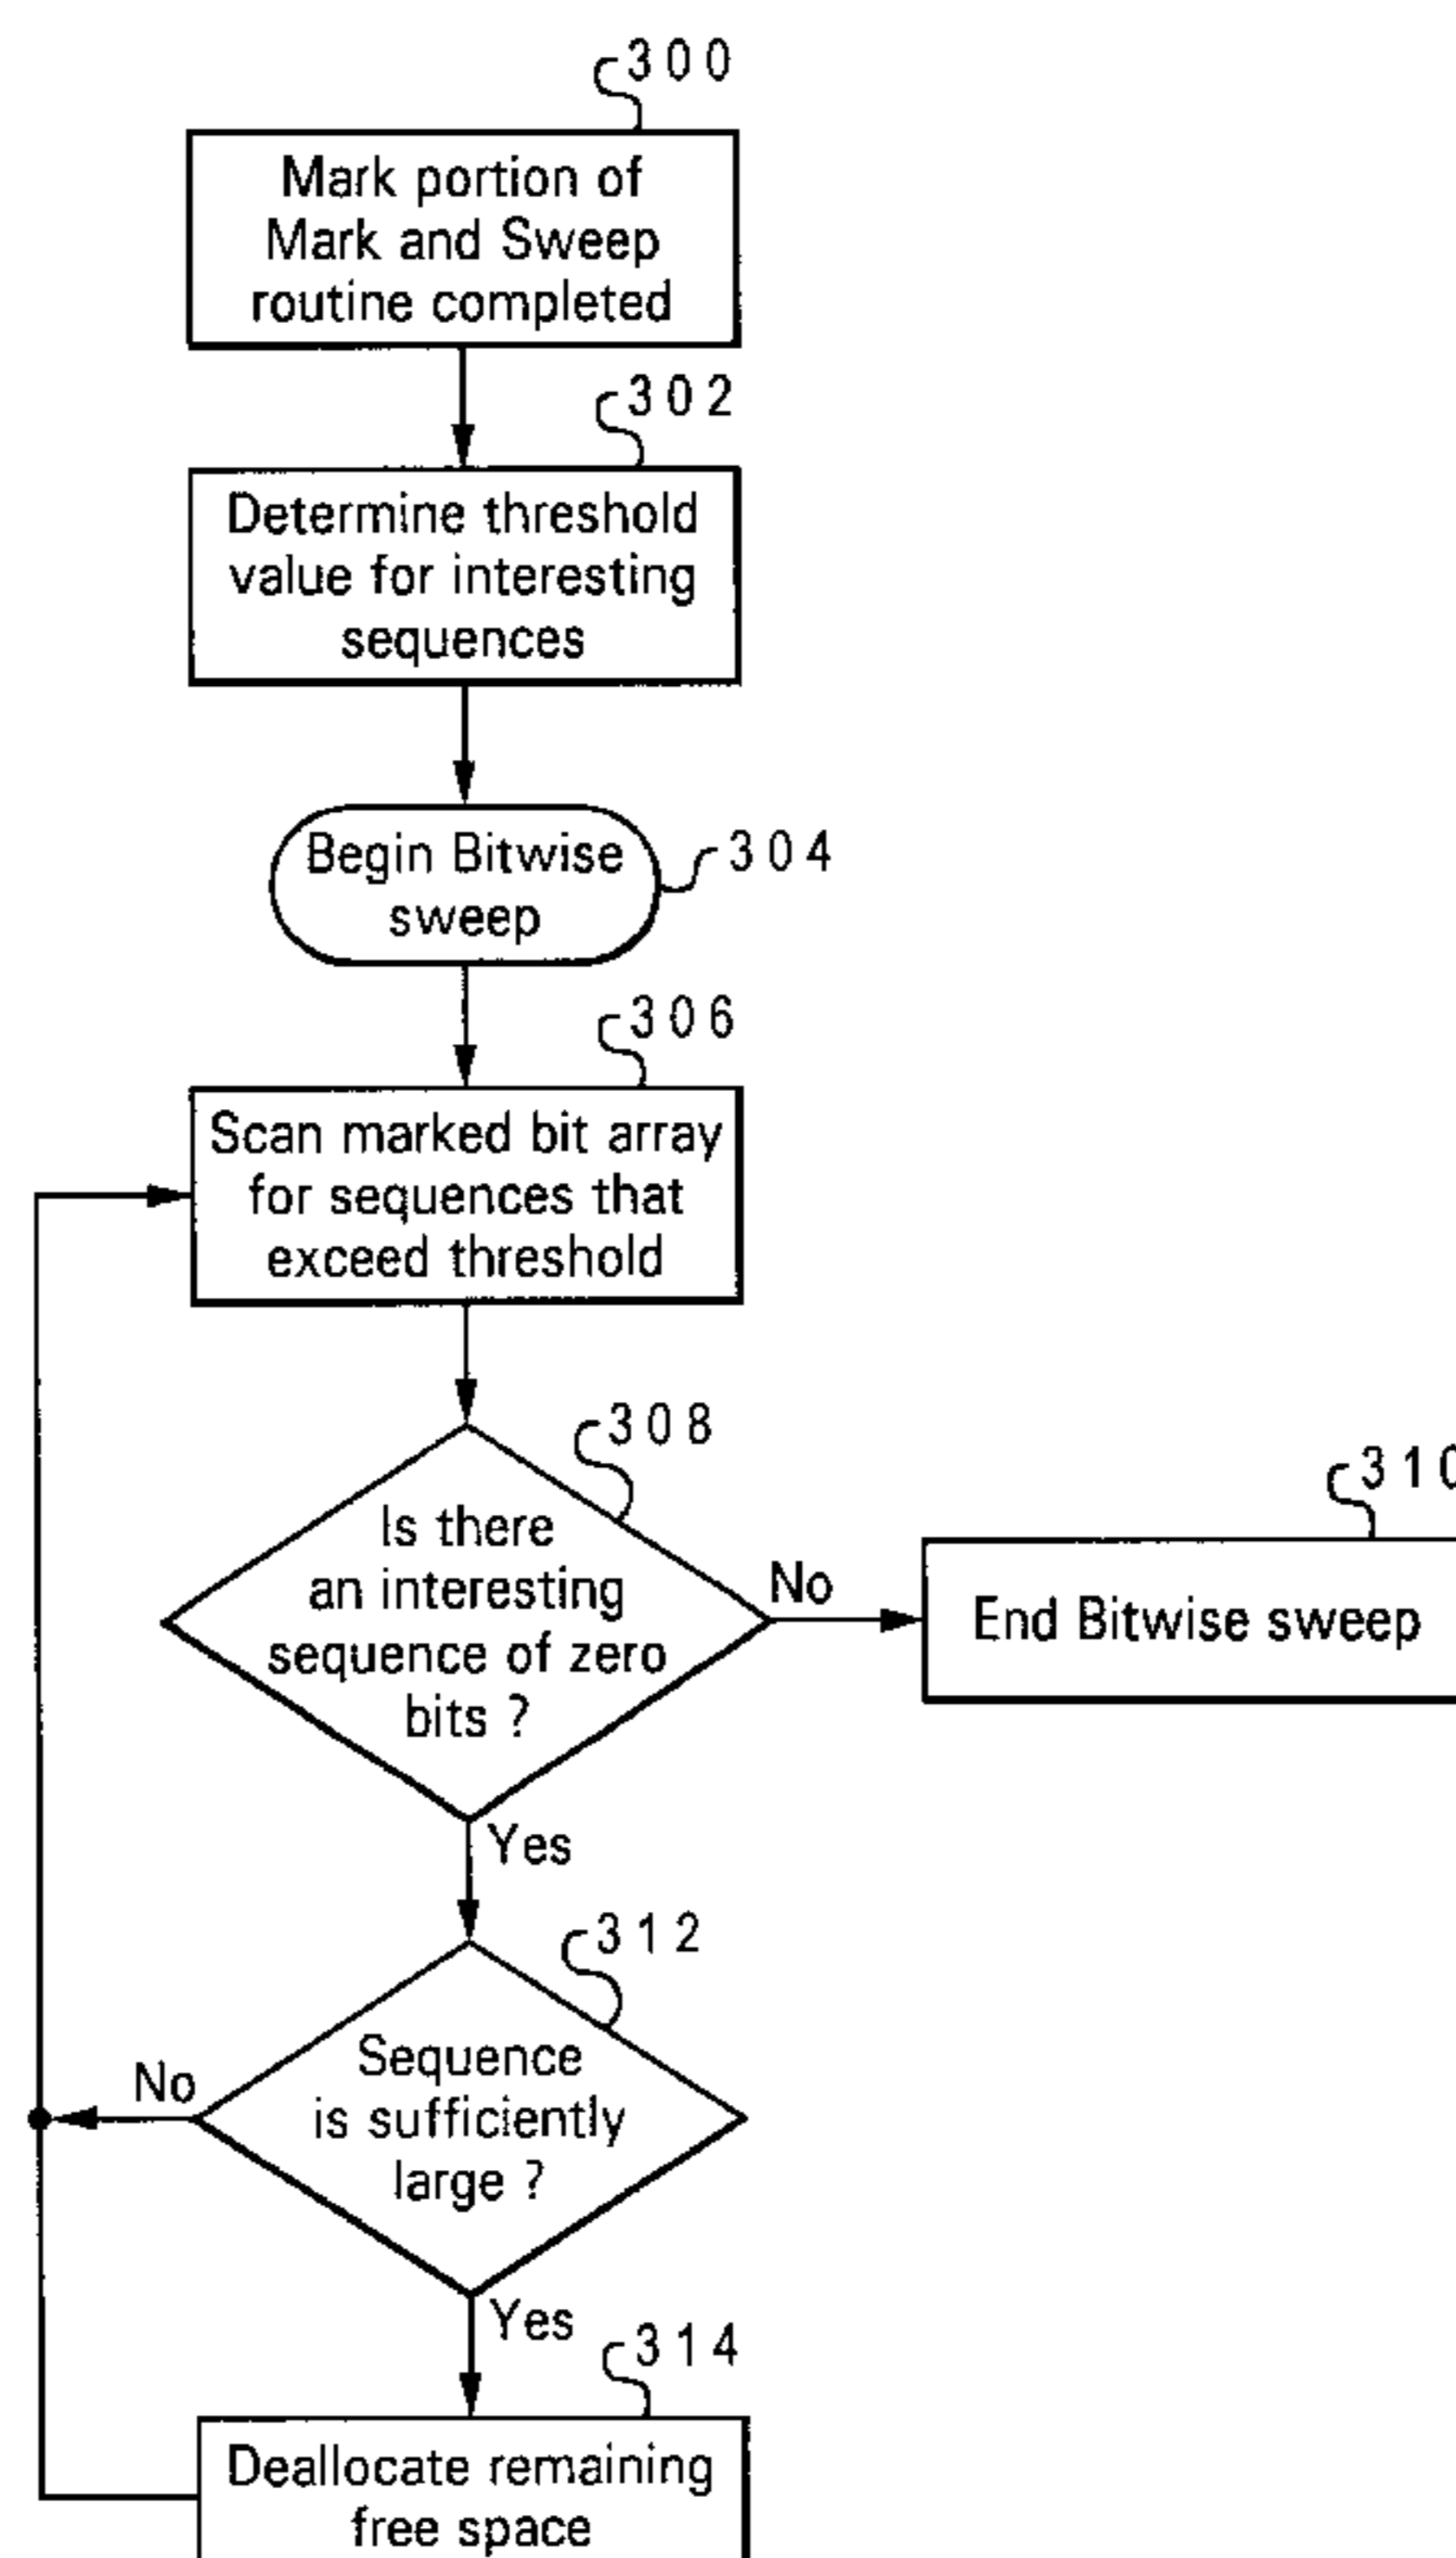 300
Mark portion of
Mark and Sweep
routine completed
302
Determine threshold
value for interesting
sequences
Begin Bitwise
sweep
304
306
Scan marked bit array
for sequences that
exceed threshold
308
Is there
an interesting
sequence of zero
bits ?
No
310
End Bitwise sweep
Yes
312
Sequence
is sufficiently
large ?
No
Yes
314
Deallocate remaining
free space